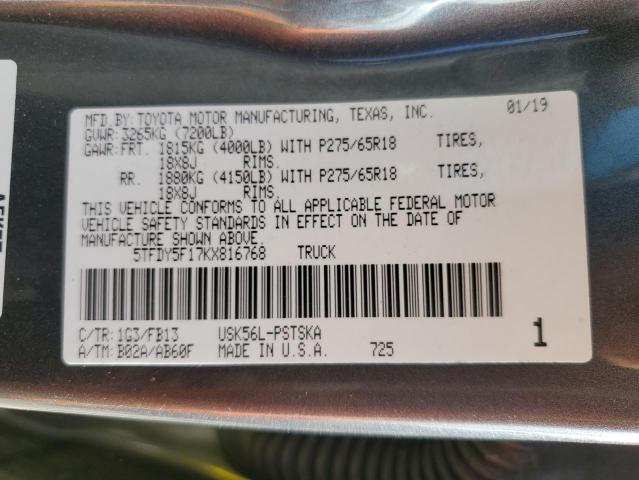 MFD.BY:TOYOTA MOTOR MANUFACTURING, TEXAS, INC. 01/19
GVWR:3265KG (7200LB)
GAWR:FRT. 1815KG (4000LB) WITH P275/65R18 TIRES,
18X8J RIMS.
RR. 1880KG (4150LB) WITH P275/65R18 TIRES,
18X8J RIMS.
THIS VEHICLE CONFORMS TO ALL APPLICABLE FEDERAL MOTOR
VEHICLE SAFETY STANDARDS IN EFFECT ON THE DATE OF
MANUFACTURE SHOWN ABOVE.
5TFDY5F17KX816768 TRUCK
C/TR:1G3/FB13 USK56L-PSTSKA
A/TM:B02A/AB60F MADE IN U.S.A. 725 1